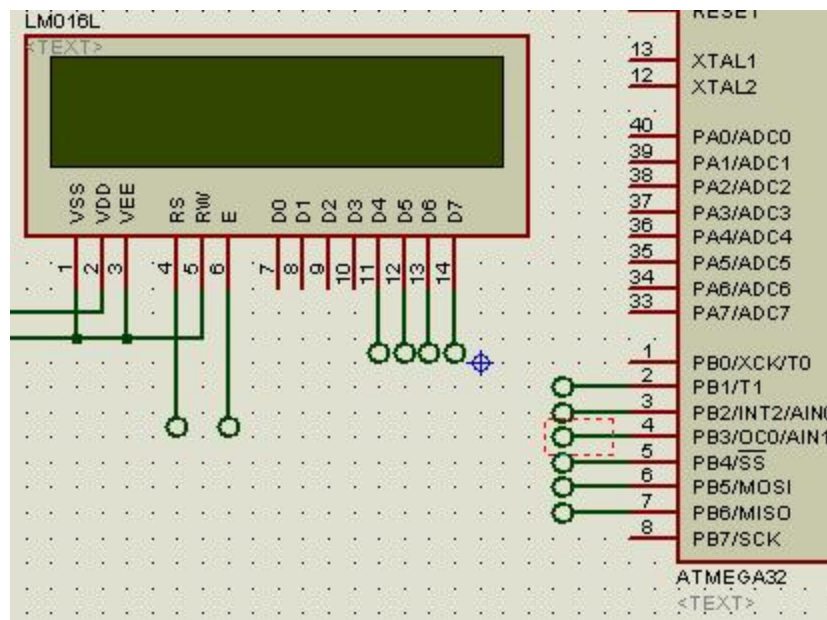 LM016L
<TEXT>
VSS VDD VEE RS RW E D0 D1 D2 D3 D4 D5 D6 D7
1 2 3 4 5 6 7 8 9 10 11 12 13 14
RESET
13 XTAL1
12 XTAL2
40 PA0/ADC0
39 PA1/ADC1
38 PA2/ADC2
37 PA3/ADC3
36 PA4/ADC4
35 PA5/ADC5
34 PA6/ADC6
33 PA7/ADC7
1 PB0/XCK/T0
2 PB1/T1
3 PB2/INT2/AIN0
4 PB3/OC0/AIN1
5 PB4/SS
6 PB5/MOSI
7 PB6/MISO
8 PB7/SCK
ATMEGA32
<TEXT>